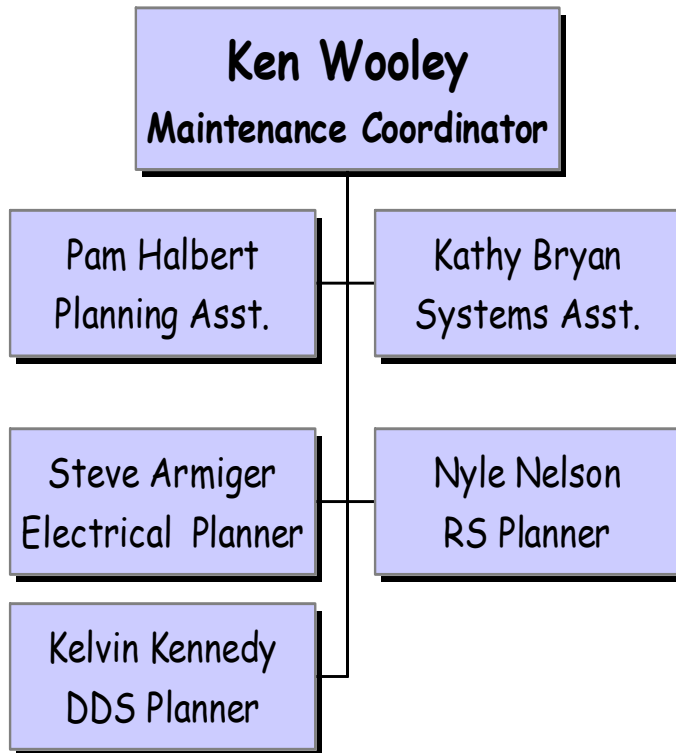 Ken Wooley
Maintenance Coordinator
Pam Halbert
Planning Asst.
Kathy Bryan
Systems Asst.
Steve Armiger
Electrical Planner
Nyle Nelson
RS Planner
Kelvin Kennedy
DDS Planner